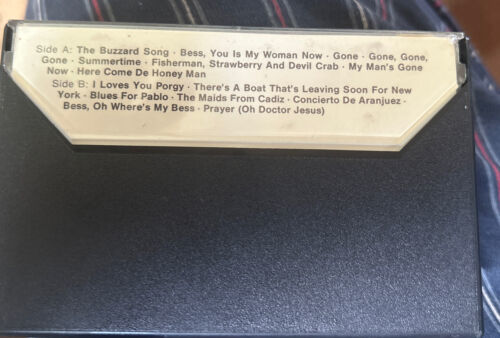 Side A: The Buzzard Song · Bess, You Is My Woman Now · Gone · Gone, Gone,
Gone · Summertime · Fisherman, Strawberry And Devil Crab · My Man's Gone
Now · Here Come De Honey Man
Side B: I Loves You Porgy · There's A Boat That's Leaving Soon For New
York · Blues For Pablo · The Maids From Cadiz · Concierto De Aranjuez ·
Bess, Oh Where's My Bess · Prayer (Oh Doctor Jesus)